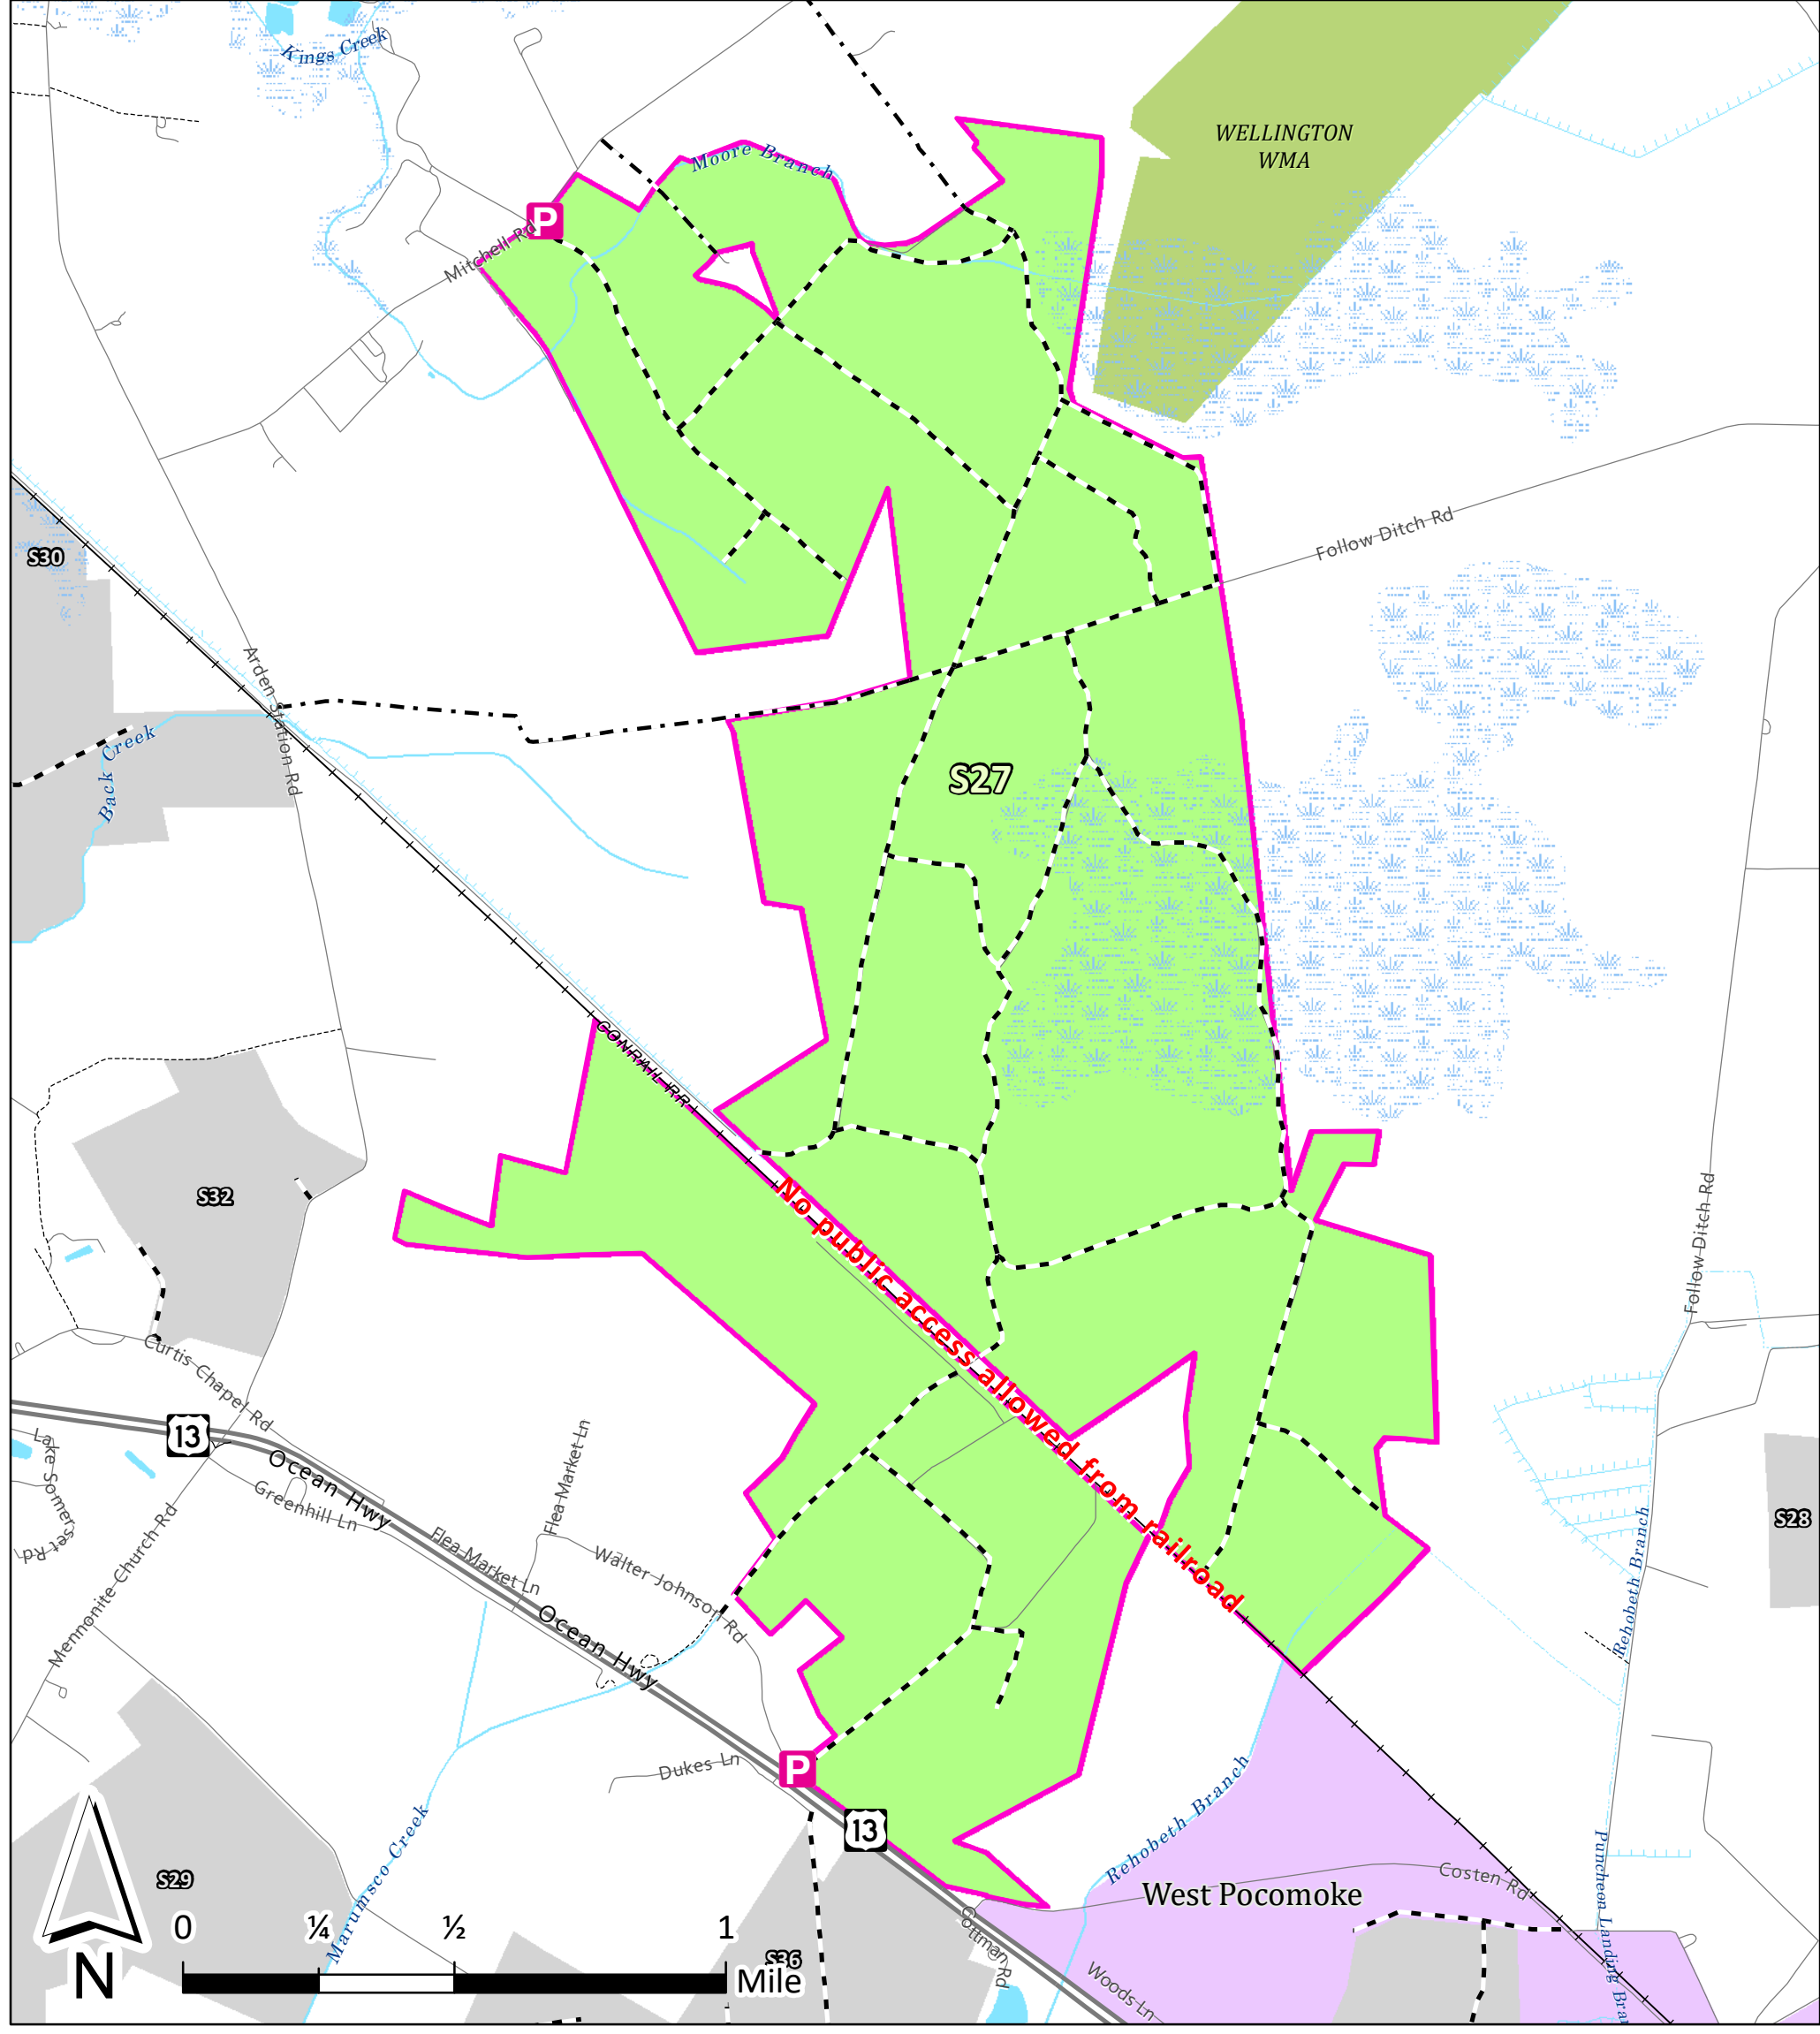 Kings Creek
WELLINGTON
WMA
Moore Branch
P
Mitchell Rd
Follow Ditch Rd
S30
Arden Station Rd
Back Creek
S27
CONRAIL RR
No public access allowed from railroad
S32
Follow Ditch Rd
Curtis Chapel Rd
13
Ocean Hwy
Lake Somerset Rd
Greenhill Ln
Flea Market Ln
Flea Market Ln
Mennonite Church Rd
Walter Johnson Rd
Ocean Hwy
S28
Rehobeth Branch
P
Dukes Ln
13
Rehobeth Branch
Marumsco Creek
S29
West Pocomoke
Costen Rd
Puncheon Landing Bran
Cottman Rd
Woods Ln
S36
N
0 ¼ ½ 1
Mile